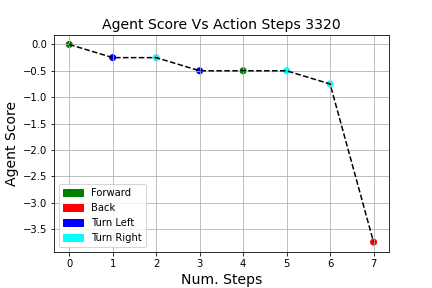 Agent Score Vs Action Steps 3320
Agent Score
0.0
−0.5
−1.0
−1.5
−2.0
−2.5
−3.0
−3.5
Forward
Back
Turn Left
Turn Right
0 1 2 3 4 5 6 7
Num. Steps